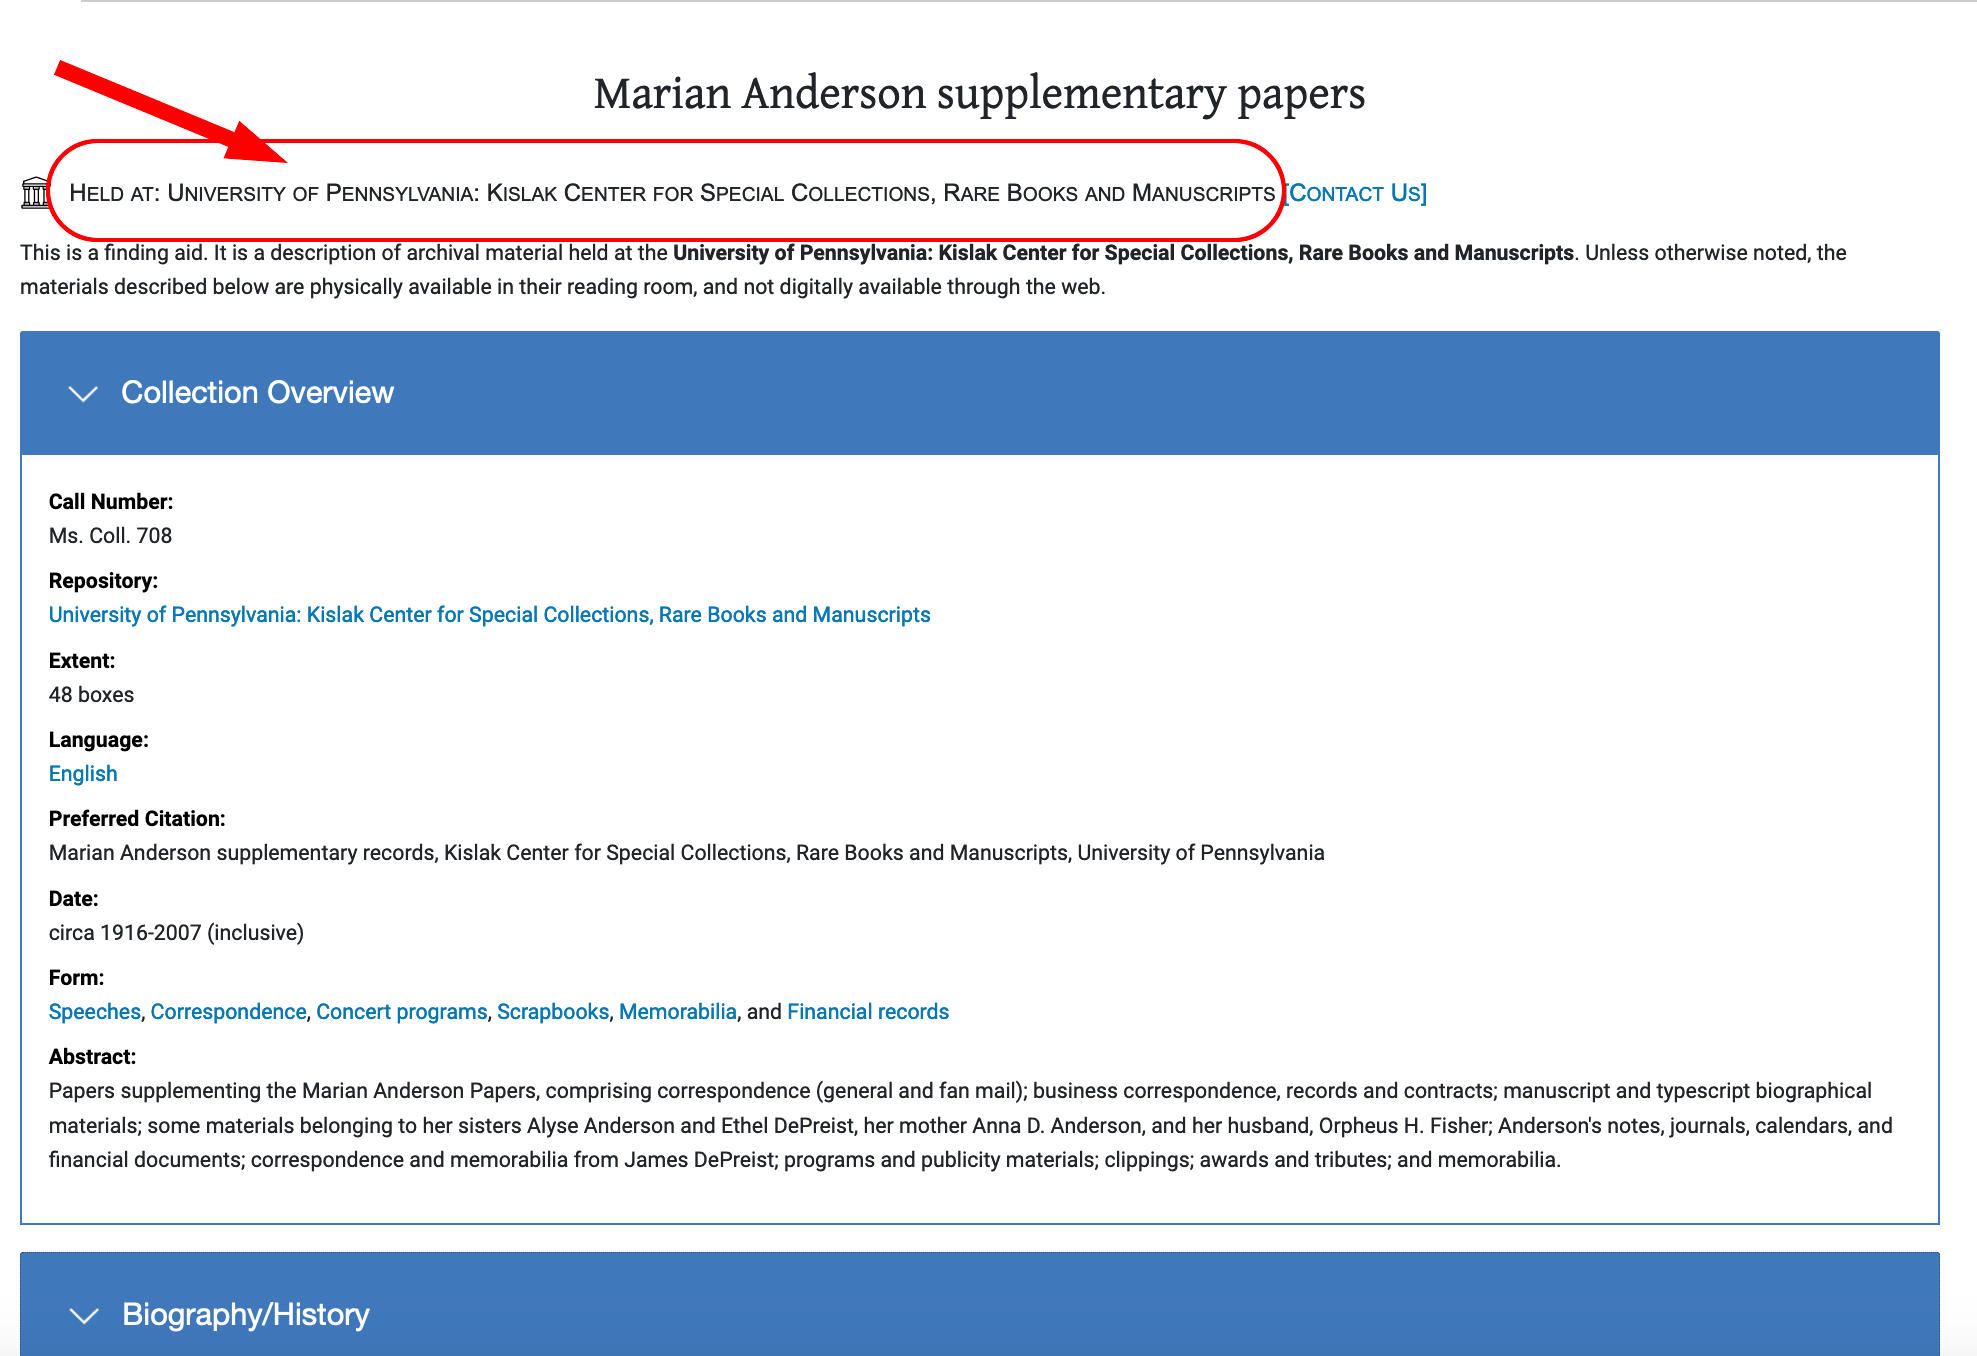 Marian Anderson supplementary papers
Held at: University of Pennsylvania: Kislak Center for Special Collections, Rare Books and Manuscripts [Contact Us]
This is a finding aid. It is a description of archival material held at the University of Pennsylvania: Kislak Center for Special Collections, Rare Books and Manuscripts. Unless otherwise noted, the
materials described below are physically available in their reading room, and not digitally available through the web.
Collection Overview
Call Number:
Ms. Coll. 708
Repository:
University of Pennsylvania: Kislak Center for Special Collections, Rare Books and Manuscripts
Extent:
48 boxes
Language:
English
Preferred Citation:
Marian Anderson supplementary records, Kislak Center for Special Collections, Rare Books and Manuscripts, University of Pennsylvania
Date:
circa 1916-2007 (inclusive)
Form:
Speeches, Correspondence, Concert programs, Scrapbooks, Memorabilia, and Financial records
Abstract:
Papers supplementing the Marian Anderson Papers, comprising correspondence (general and fan mail); business correspondence, records and contracts; manuscript and typescript biographical
materials; some materials belonging to her sisters Alyse Anderson and Ethel DePreist, her mother Anna D. Anderson, and her husband, Orpheus H. Fisher; Anderson's notes, journals, calendars, and
financial documents; correspondence and memorabilia from James DePreist; programs and publicity materials; clippings; awards and tributes; and memorabilia.
Biography/History